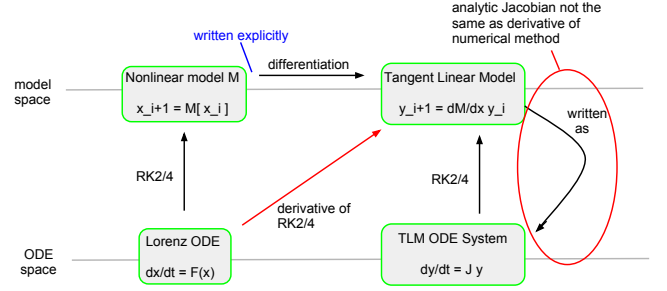 analytic Jacobian not the
same as derivative of
numerical method
written explicitly
differentiation
model
space
Nonlinear model M
x_i+1 = M[ x_i ]
Tangent Linear Model
y_i+1 = dM/dx y_i
written
as
RK2/4
derivative of
RK2/4
RK2/4
ODE
space
Lorenz ODE
dx/dt = F(x)
TLM ODE System
dy/dt = J y